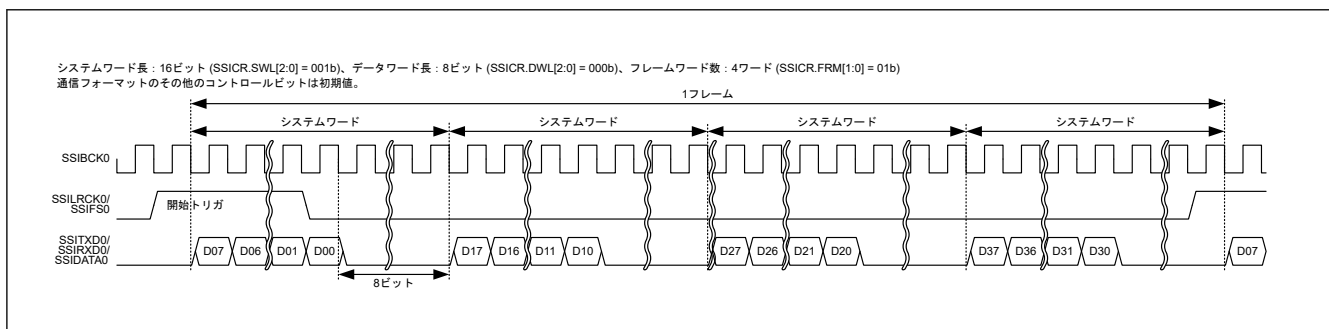 システムワード長：16ビット (SSICR.SWL[2:0] = 001b)、データワード長：8ビット (SSICR.DWL[2:0] = 000b)、フレームワード数：4ワード (SSICR.FRM[1:0] = 01b)
通信フォーマットのその他のコントロールビットは初期値。
1フレーム
システムワード システムワード システムワード システムワード
SSIBCK0
SSILRCK0/
SSIFS0
開始トリガ
SSITXD0/
SSIRXD0/
SSIDATA0
D07 D06 D01 D00 D17 D16 D11 D10 D27 D26 D21 D20 D37 D36 D31 D30 D07
8ビット